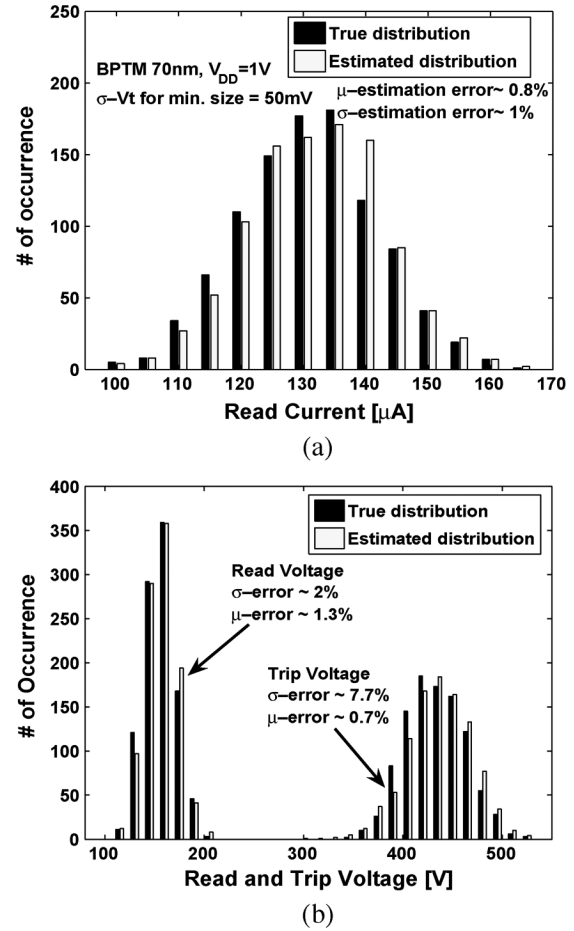 True distribution
Estimated distribution
BPTM 70nm, VDD=1V
σ–Vt for min. size = 50mV
μ–estimation error~ 0.8%
σ–estimation error~ 1%
250
200
150
100
50
0
# of occurrence
100 110 120 130 140 150 160 170
Read Current [μA]
(a)
True distribution
Estimated distribution
Read Voltage
σ–error ~ 2%
μ–error ~ 1.3%
Trip Voltage
σ–error ~ 7.7%
μ–error ~ 0.7%
400
350
300
250
200
150
100
50
0
# of Occurrence
100 200 300 400 500
Read and Trip Voltage [V]
(b)